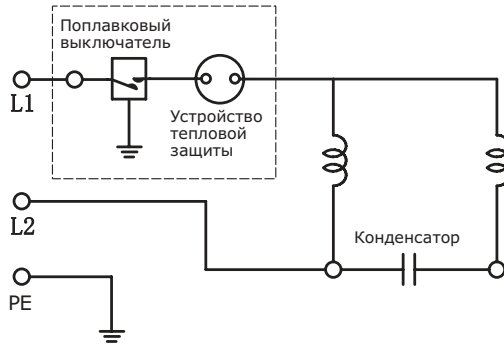 Поплавковый
выключатель
L1
Устройство
тепловой
защиты
L2
Конденсатор
PE